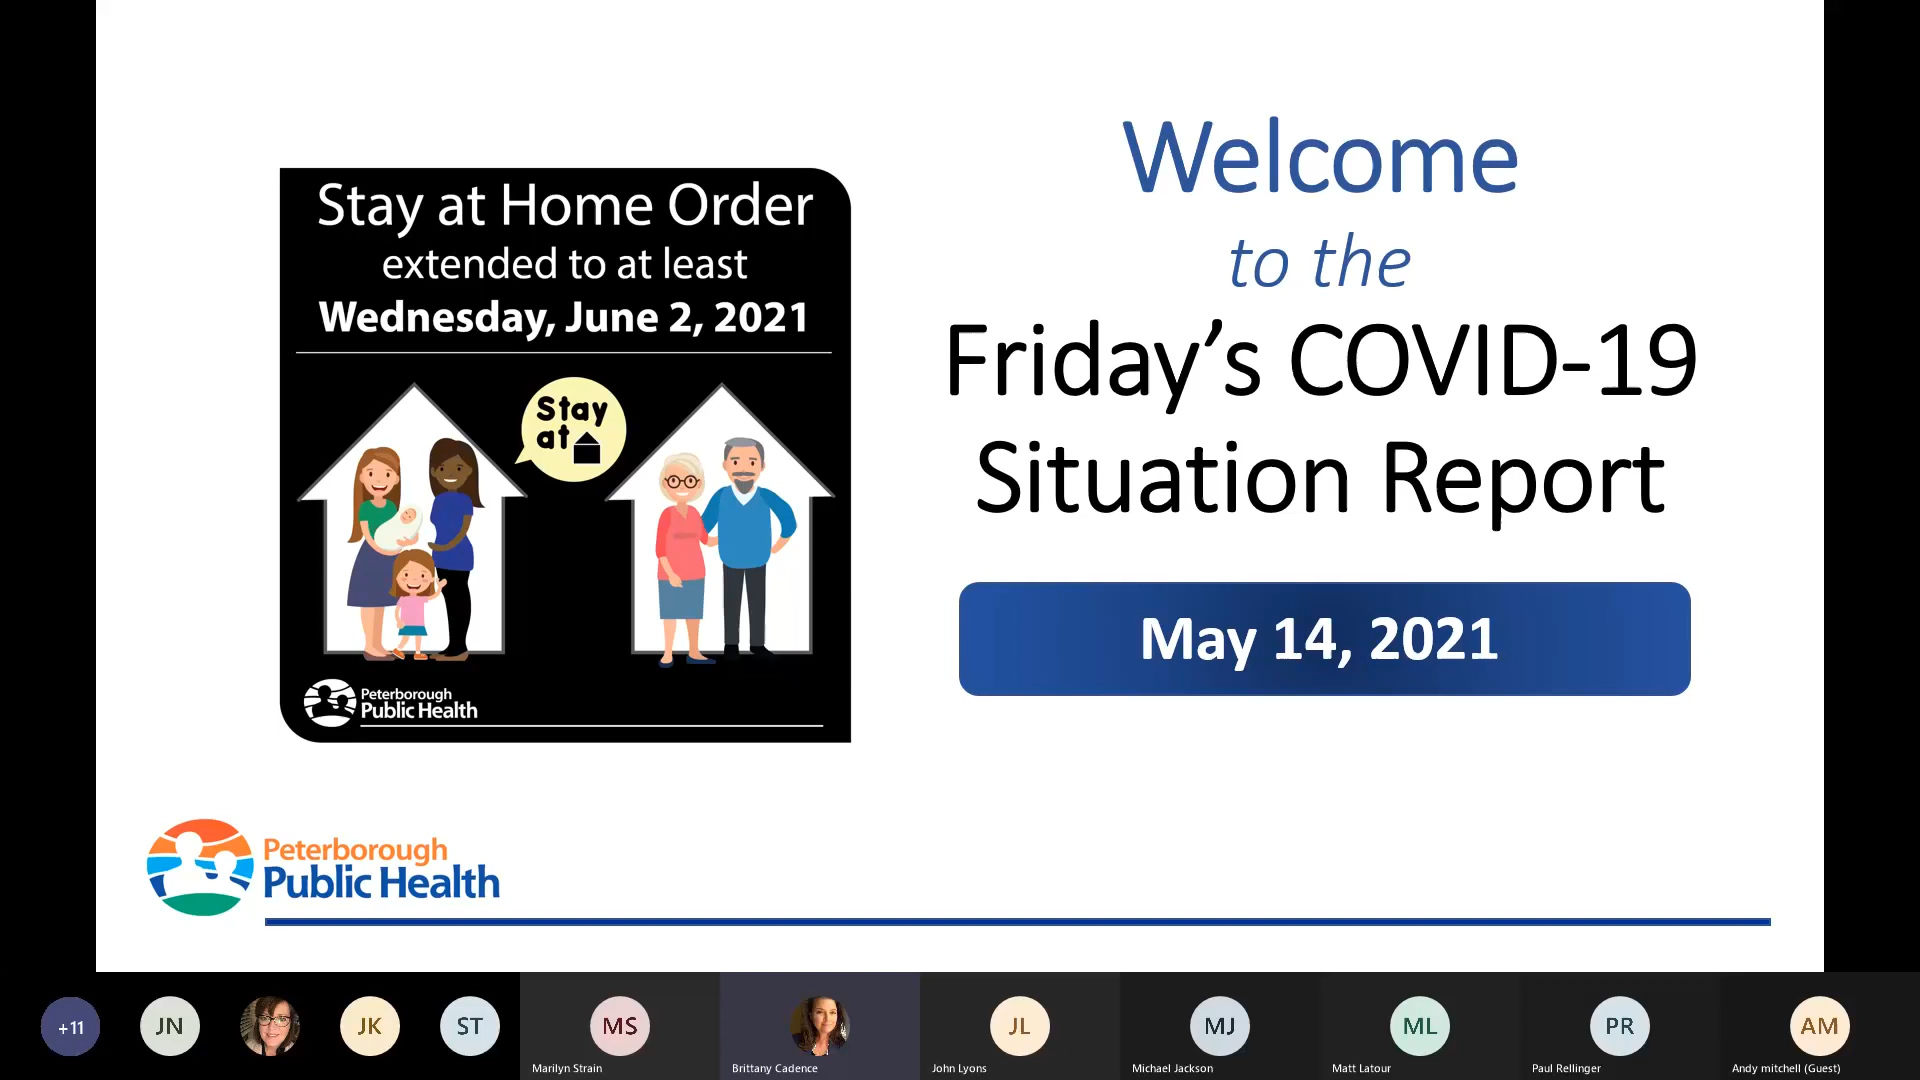 Stay at Home Order
extended to at least
Wednesday, June 2, 2021
Stay
at
Peterborough
Public Health
Welcome
to the
Friday’s COVID-19
Situation Report
May 14, 2021
Peterborough
Public Health
+11
JN
JK
ST
MS
Marilyn Strain
Brittany Cadence
JL
John Lyons
MJ
Michael Jackson
ML
Matt Latour
PR
Paul Rellinger
AM
Andy mitchell (Guest)